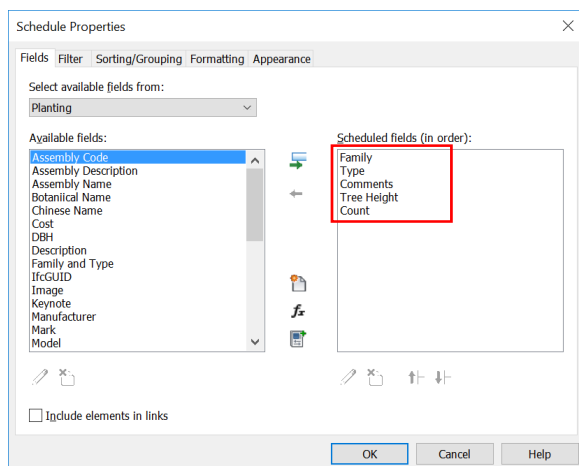 Schedule Properties
Fields Filter Sorting/Grouping Formatting Appearance
Select available fields from:
Planting
Available fields:
Assembly Code
Assembly Description
Assembly Name
Botaniical Name
Chinese Name
Cost
DBH
Description
Family and Type
IfcGUID
Image
Keynote
Manufacturer
Mark
Model
fx
Scheduled fields (in order):
Family
Type
Comments
Tree Height
Count
Include elements in links
OK Cancel Help